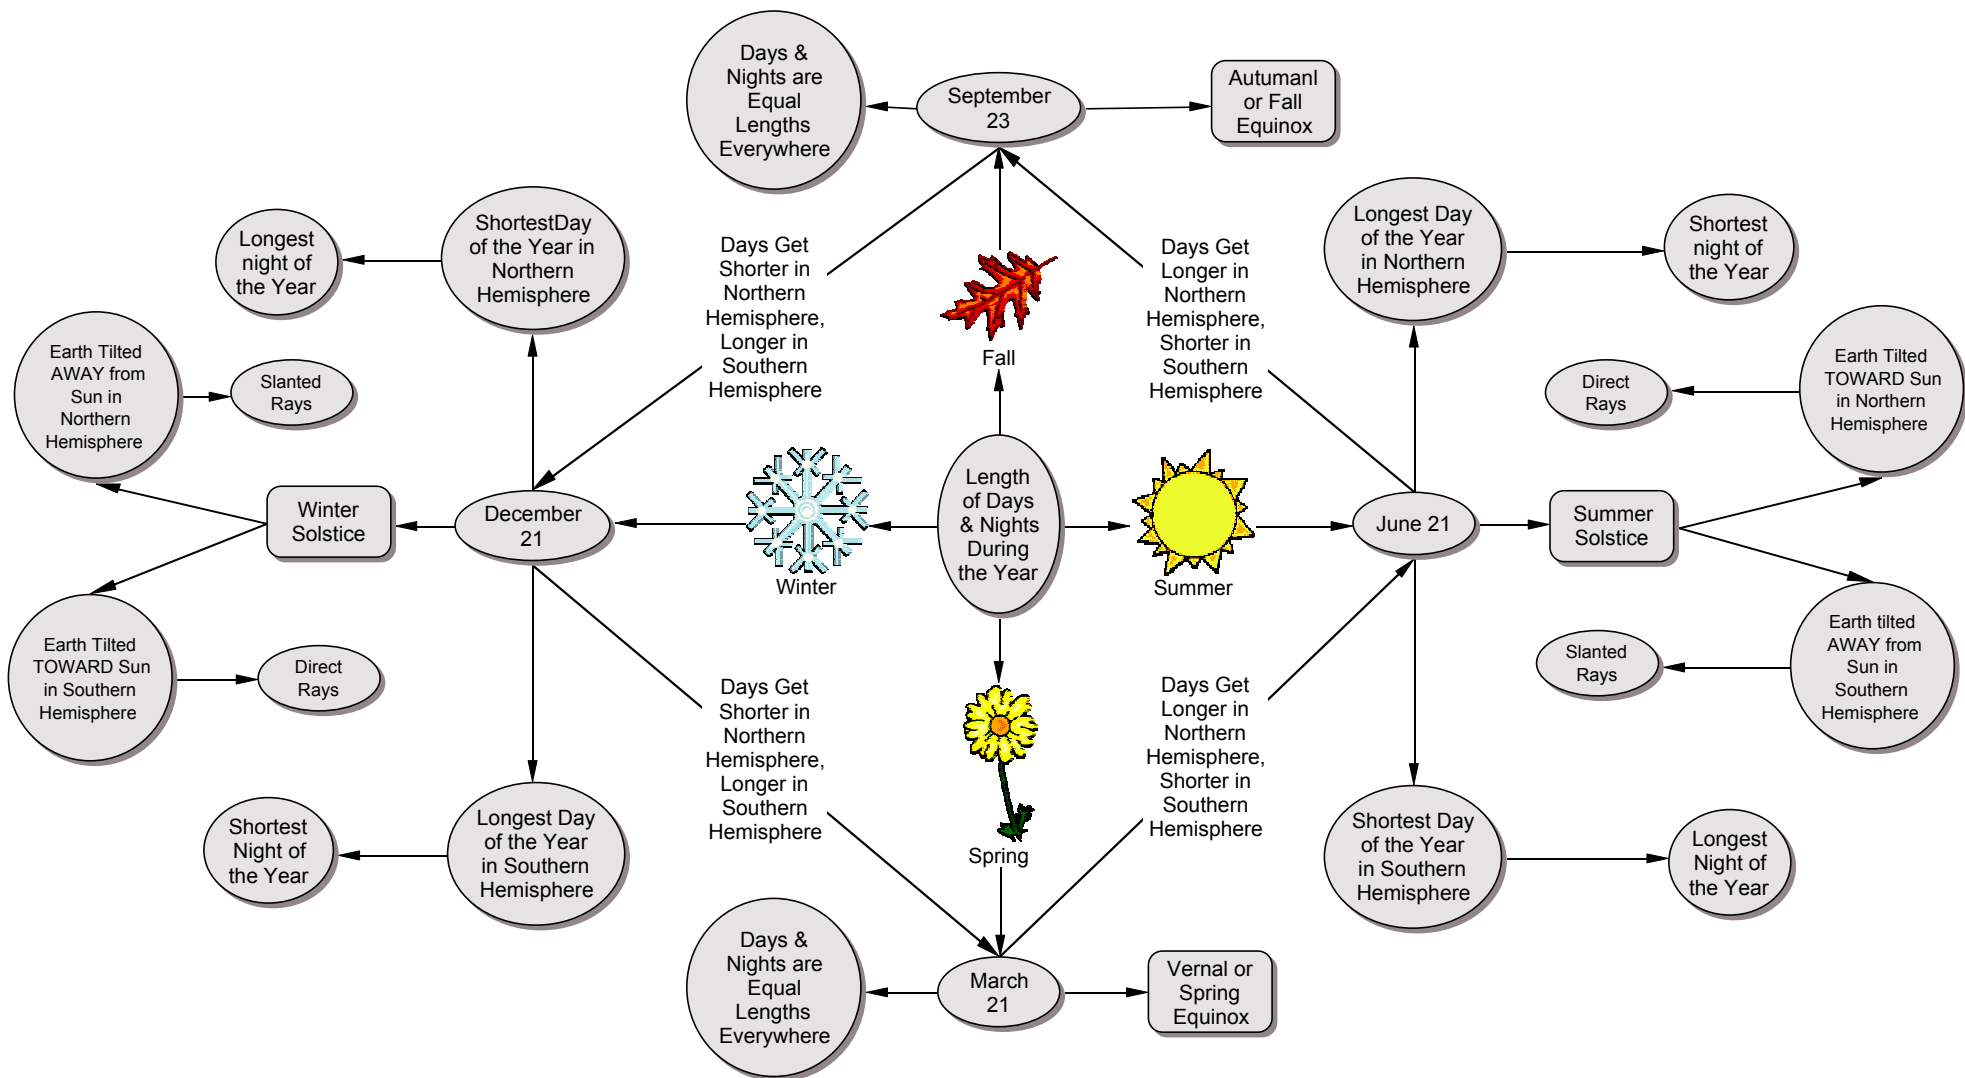 Days &
Nights are
Equal
Lengths
Everywhere
September
23
Autumanl
or Fall
Equinox
Longest
night of
the Year
ShortestDay
of the Year in
Northern
Hemisphere
Days Get
Shorter in
Northern
Hemisphere,
Longer in
Southern
Hemisphere
Fall
Days Get
Longer in
Northern
Hemisphere,
Shorter in
Southern
Hemisphere
Longest Day
of the Year
in Northern
Hemisphere
Shortest
night of
the Year
Earth Tilted
AWAY from
Sun in
Northern
Hemisphere
Slanted
Rays
Direct
Rays
Earth Tilted
TOWARD Sun
in Northern
Hemisphere
Winter
Solstice
December
21
Winter
Length
of Days
& Nights
During
the Year
Summer
June 21
Summer
Solstice
Earth Tilted
TOWARD Sun
in Southern
Hemisphere
Direct
Rays
Slanted
Rays
Earth tilted
AWAY from
Sun in
Southern
Hemisphere
Days Get
Shorter in
Northern
Hemisphere,
Longer in
Southern
Hemisphere
Spring
Days Get
Longer in
Northern
Hemisphere,
Shorter in
Southern
Hemisphere
Shortest
Night of
the Year
Longest Day
of the Year
in Southern
Hemisphere
Shortest Day
of the Year
in Southern
Hemisphere
Longest
Night of
the Year
Days &
Nights are
Equal
Lengths
Everywhere
March
21
Vernal or
Spring
Equinox